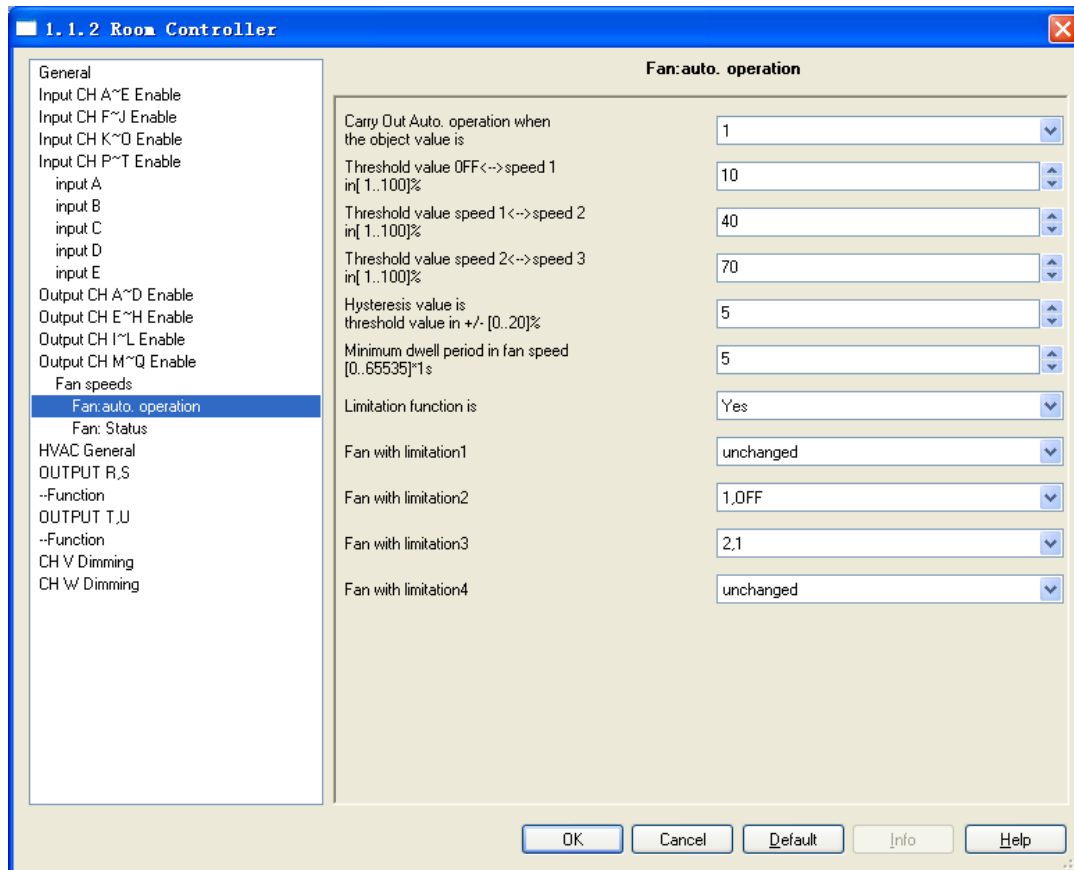 1.1.2 Room Controller
General
Input CH A~E Enable
Input CH F~J Enable
Input CH K~O Enable
Input CH P~T Enable
input A
input B
input C
input D
input E
Output CH A~D Enable
Output CH E~H Enable
Output CH I~L Enable
Output CH M~Q Enable
Fan speeds
Fan:auto. operation
Fan: Status
HVAC General
OUTPUT R,S
--Function
OUTPUT T,U
--Function
CH V Dimming
CH W Dimming
Fan:auto. operation
Carry Out Auto. operation when
the object value is
1
Threshold value OFF<-->speed 1
in[ 1..100]%
10
Threshold value speed 1<-->speed 2
in[ 1..100]%
40
Threshold value speed 2<-->speed 3
in[ 1..100]%
70
Hysteresis value is
threshold value in +/- [0..20]%
5
Minimum dwell period in fan speed
[0..65535]*1s
5
Limitation function is
Yes
Fan with limitation1
unchanged
Fan with limitation2
1,OFF
Fan with limitation3
2,1
Fan with limitation4
unchanged
OK
Cancel
Default
Info
Help